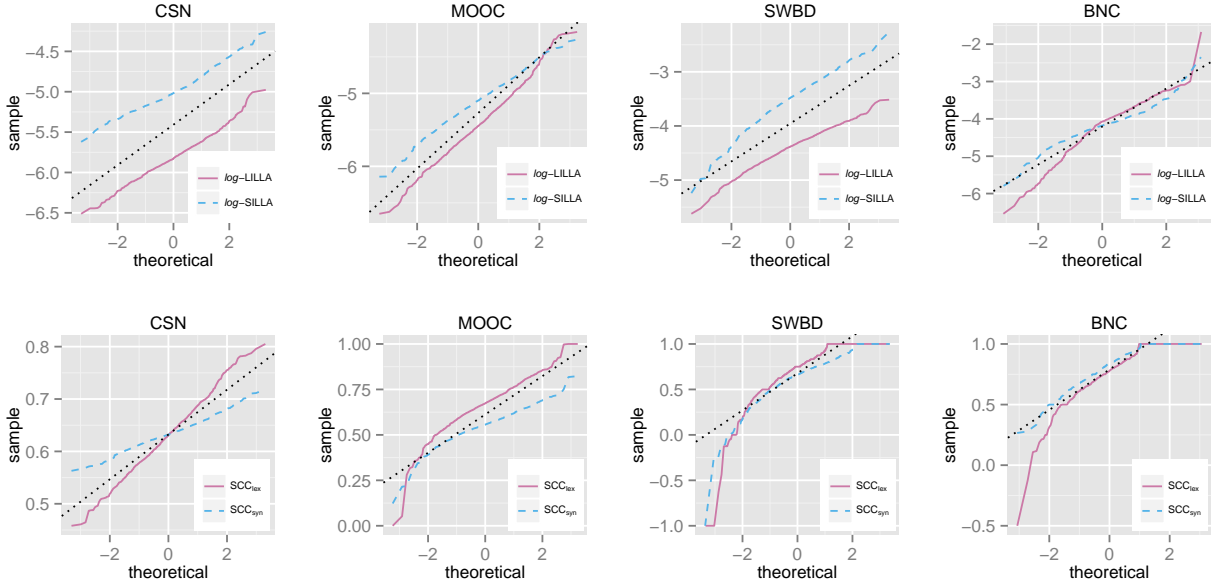 CSN
MOOC
SWBD
BNC
sample
−4.5
−5.0
−5.5
−6.0
−6.5
−2
0
2
theoretical
log−LILLA
log−SILLA
sample
−5
−6
−2
0
2
theoretical
log−LILLA
log−SILLA
sample
−3
−4
−5
−2
0
2
theoretical
log−LILLA
log−SILLA
sample
−2
−3
−4
−5
−6
−2
0
2
theoretical
log−LILLA
log−SILLA
CSN
MOOC
SWBD
BNC
sample
0.8
0.7
0.6
0.5
−2
0
2
theoretical
SCClex
SCCsyn
sample
1.00
0.75
0.50
0.25
0.00
−2
0
2
theoretical
SCClex
SCCsyn
sample
1.0
0.5
0.0
−0.5
−1.0
−2
0
2
theoretical
SCClex
SCCsyn
sample
1.0
0.5
0.0
−0.5
−2
0
2
theoretical
SCClex
SCCsyn